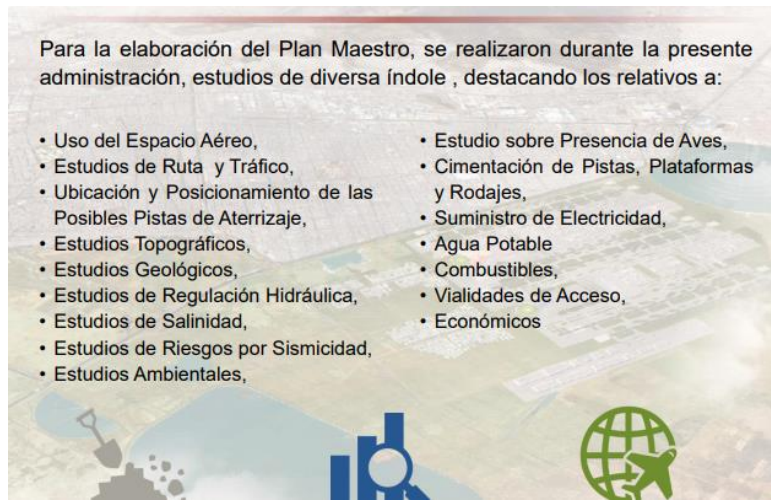 Para la elaboración del Plan Maestro, se realizaron durante la presente
administración, estudios de diversa índole , destacando los relativos a:
• Uso del Espacio Aéreo,
• Estudios de Ruta y Tráfico,
• Ubicación y Posicionamiento de las
Posibles Pistas de Aterrizaje,
• Estudios Topográficos,
• Estudios Geológicos,
• Estudios de Regulación Hidráulica,
• Estudios de Salinidad,
• Estudios de Riesgos por Sismicidad,
• Estudios Ambientales,
• Estudio sobre Presencia de Aves,
• Cimentación de Pistas, Plataformas
y Rodajes,
• Suministro de Electricidad,
• Agua Potable
• Combustibles,
• Vialidades de Acceso,
• Económicos